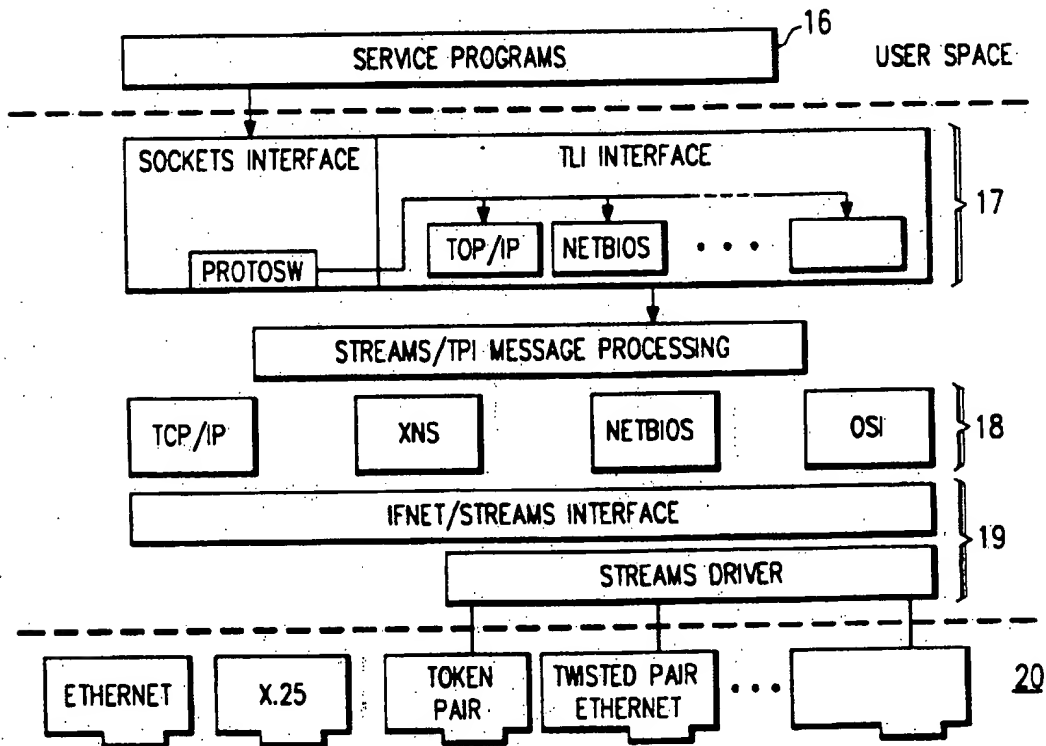 16
SERVICE PROGRAMS
USER SPACE
SOCKETS INTERFACE
TLI INTERFACE
17
TOP/IP
NETBIOS
PROTOSW
STREAMS/TPI MESSAGE PROCESSING
TCP/IP
XNS
NETBIOS
OSI
18
IFNET/STREAMS INTERFACE
19
STREAMS DRIVER
ETHERNET
X.25
TOKEN
PAIR
TWISTED PAIR
ETHERNET
20